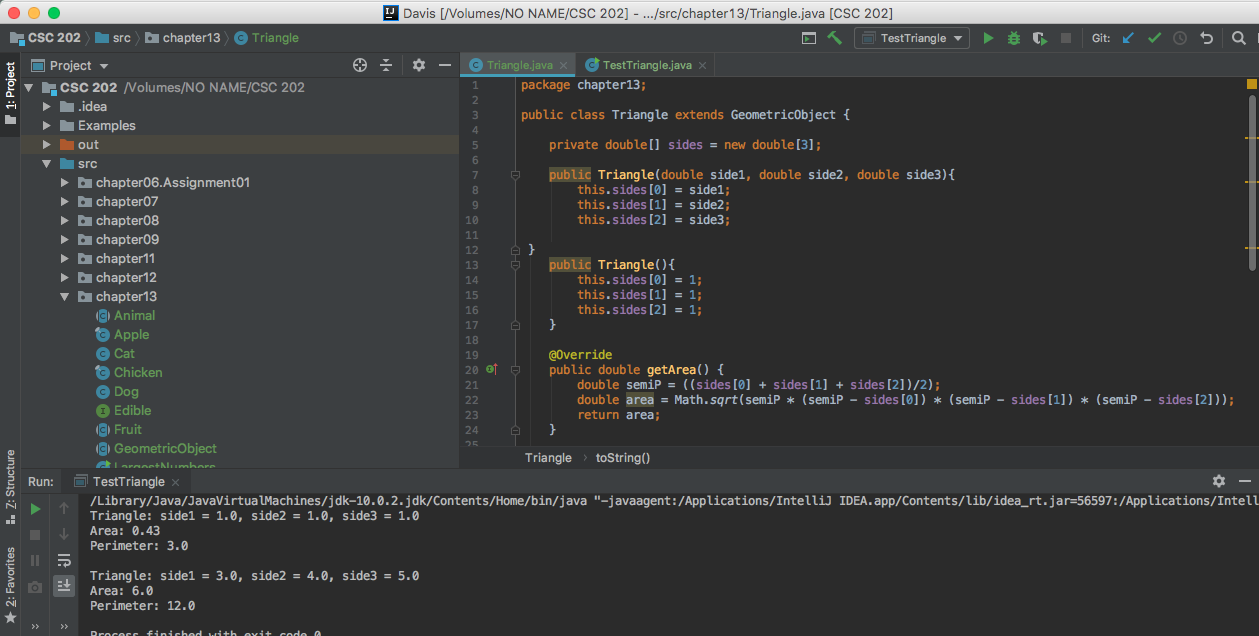 Davis [/Volumes/NO NAME/CSC 202] - .../src/chapter13/Triangle.java [CSC 202]
CSC 202 src chapter13 Triangle
TestTriangle Git:
1: Project
Project
CSC 202 /Volumes/NO NAME/CSC 202
.idea
Examples
out
src
chapter06.Assignment01
chapter07
chapter08
chapter09
chapter11
chapter12
chapter13
Animal
Apple
Cat
Chicken
Dog
Edible
Fruit
GeometricObject
LargestNumbers
Triangle.java TestTriangle.java
1 package chapter13;
2
3 public class Triangle extends GeometricObject {
4
5 private double[] sides = new double[3];
6
7 public Triangle(double side1, double side2, double side3){
8 this.sides[0] = side1;
9 this.sides[1] = side2;
10 this.sides[2] = side3;
11
12 }
13 public Triangle(){
14 this.sides[0] = 1;
15 this.sides[1] = 1;
16 this.sides[2] = 1;
17 }
18
19 @Override
20 public double getArea() {
21 double semiP = ((sides[0] + sides[1] + sides[2])/2);
22 double area = Math.sqrt(semiP * (semiP - sides[0]) * (semiP - sides[1]) * (semiP - sides[2]));
23 return area;
24 }
25
Triangle toString()
Z: Structure
2: Favorites
Run: TestTriangle
/Library/Java/JavaVirtualMachines/jdk-10.0.2.jdk/Contents/Home/bin/java "-javaagent:/Applications/IntelliJ IDEA.app/Contents/lib/idea_rt.jar=56597:/Applications/Intell
Triangle: side1 = 1.0, side2 = 1.0, side3 = 1.0
Area: 0.43
Perimeter: 3.0
Triangle: side1 = 3.0, side2 = 4.0, side3 = 5.0
Area: 6.0
Perimeter: 12.0
Process finished with exit code 0